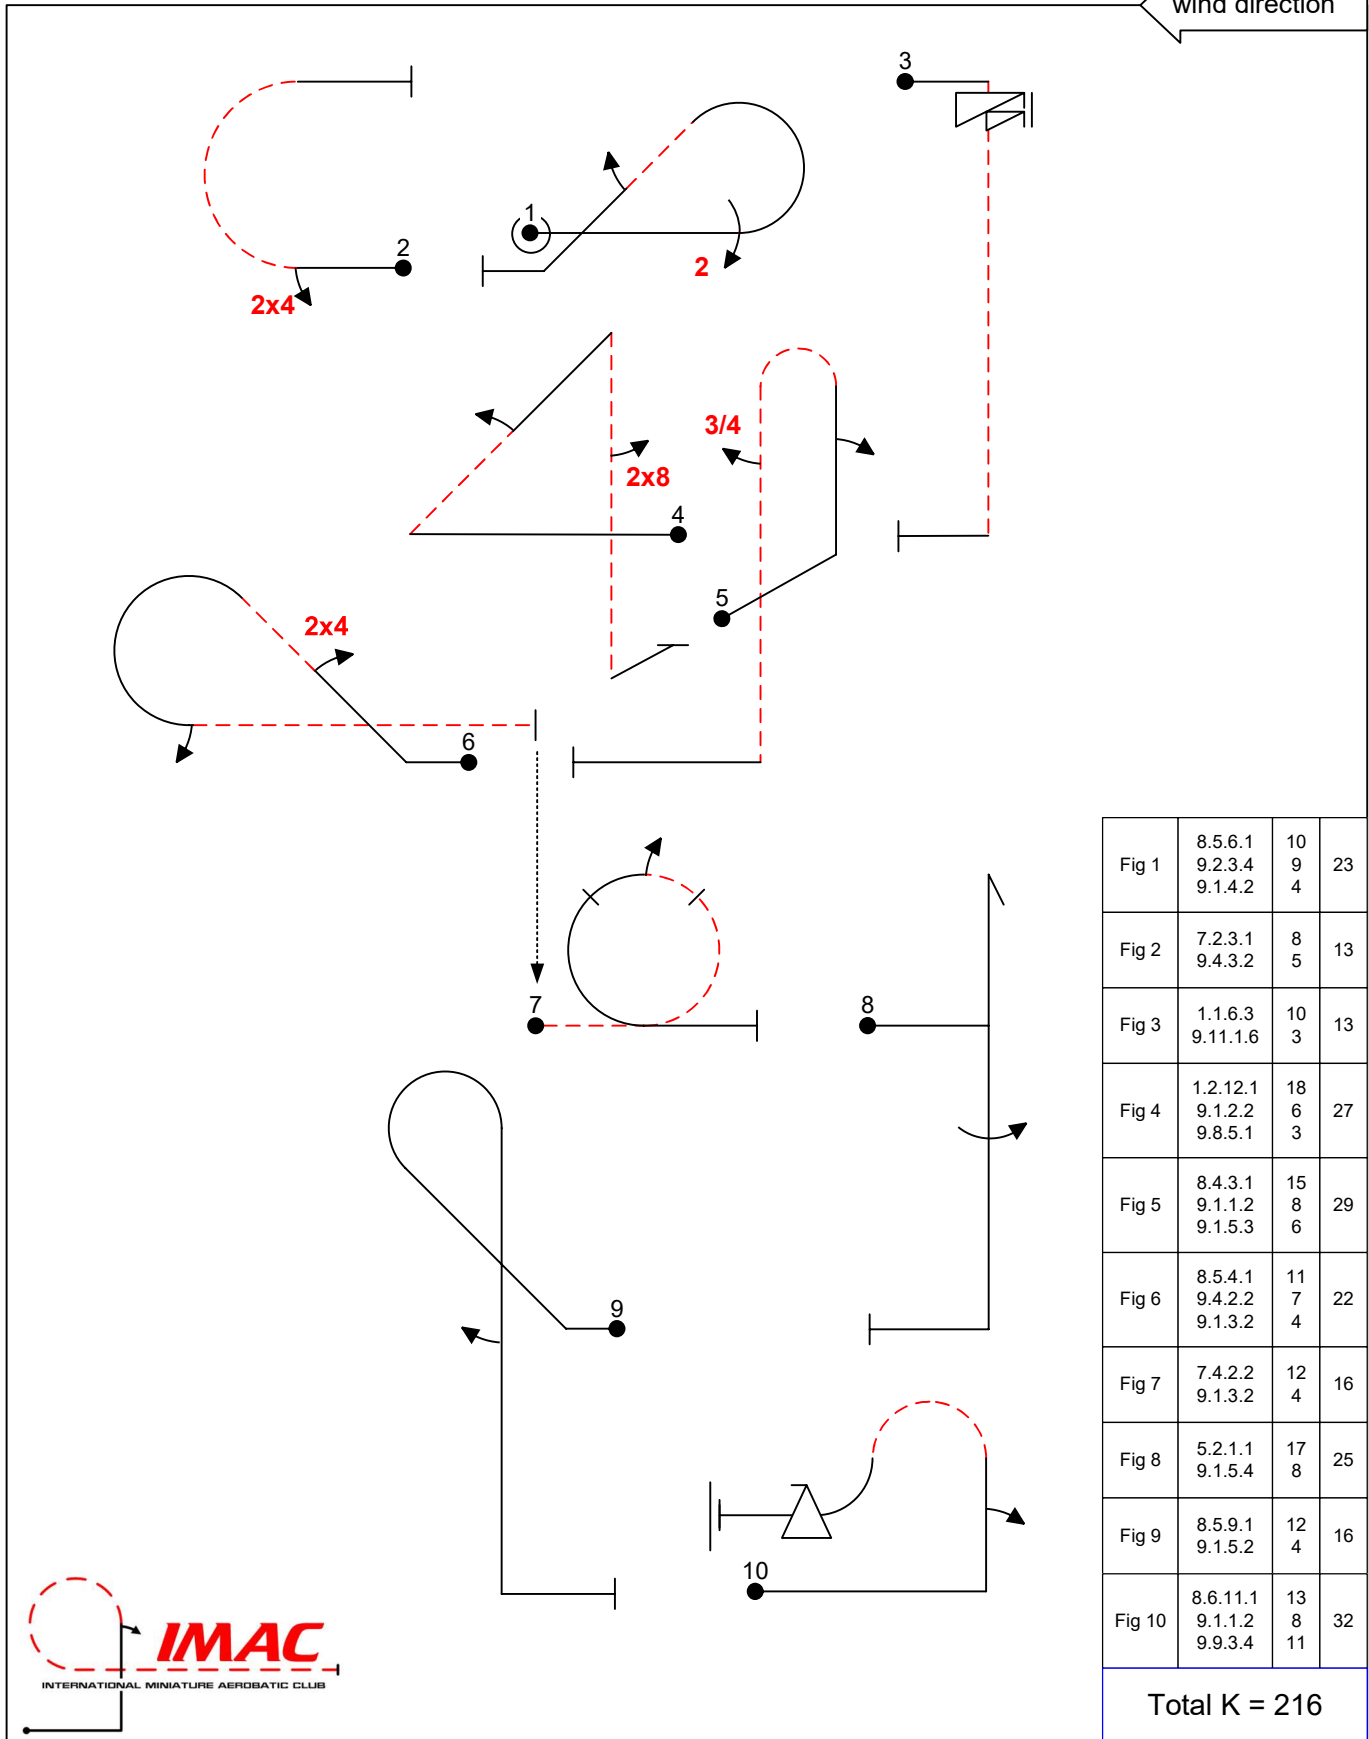 wind direction
3
1
2
2
2x4
3/4
2x8
4
5
2x4
6
7
8
9
10
Fig 1
8.5.6.1 10
9.2.3.4 9
9.1.4.2 4
23
Fig 2
7.2.3.1 8
9.4.3.2 5
13
Fig 3
1.1.6.3 10
9.11.1.6 3
13
Fig 4
1.2.12.1 18
9.1.2.2 6
9.8.5.1 3
27
Fig 5
8.4.3.1 15
9.1.1.2 8
9.1.5.3 6
29
Fig 6
8.5.4.1 11
9.4.2.2 7
9.1.3.2 4
22
Fig 7
7.4.2.2 12
9.1.3.2 4
16
Fig 8
5.2.1.1 17
9.1.5.4 8
25
Fig 9
8.5.9.1 12
9.1.5.2 4
16
Fig 10
8.6.11.1 13
9.1.1.2 8
9.9.3.4 11
32
Total K = 216
IMAC
INTERNATIONAL MINIATURE AEROBATIC CLUB